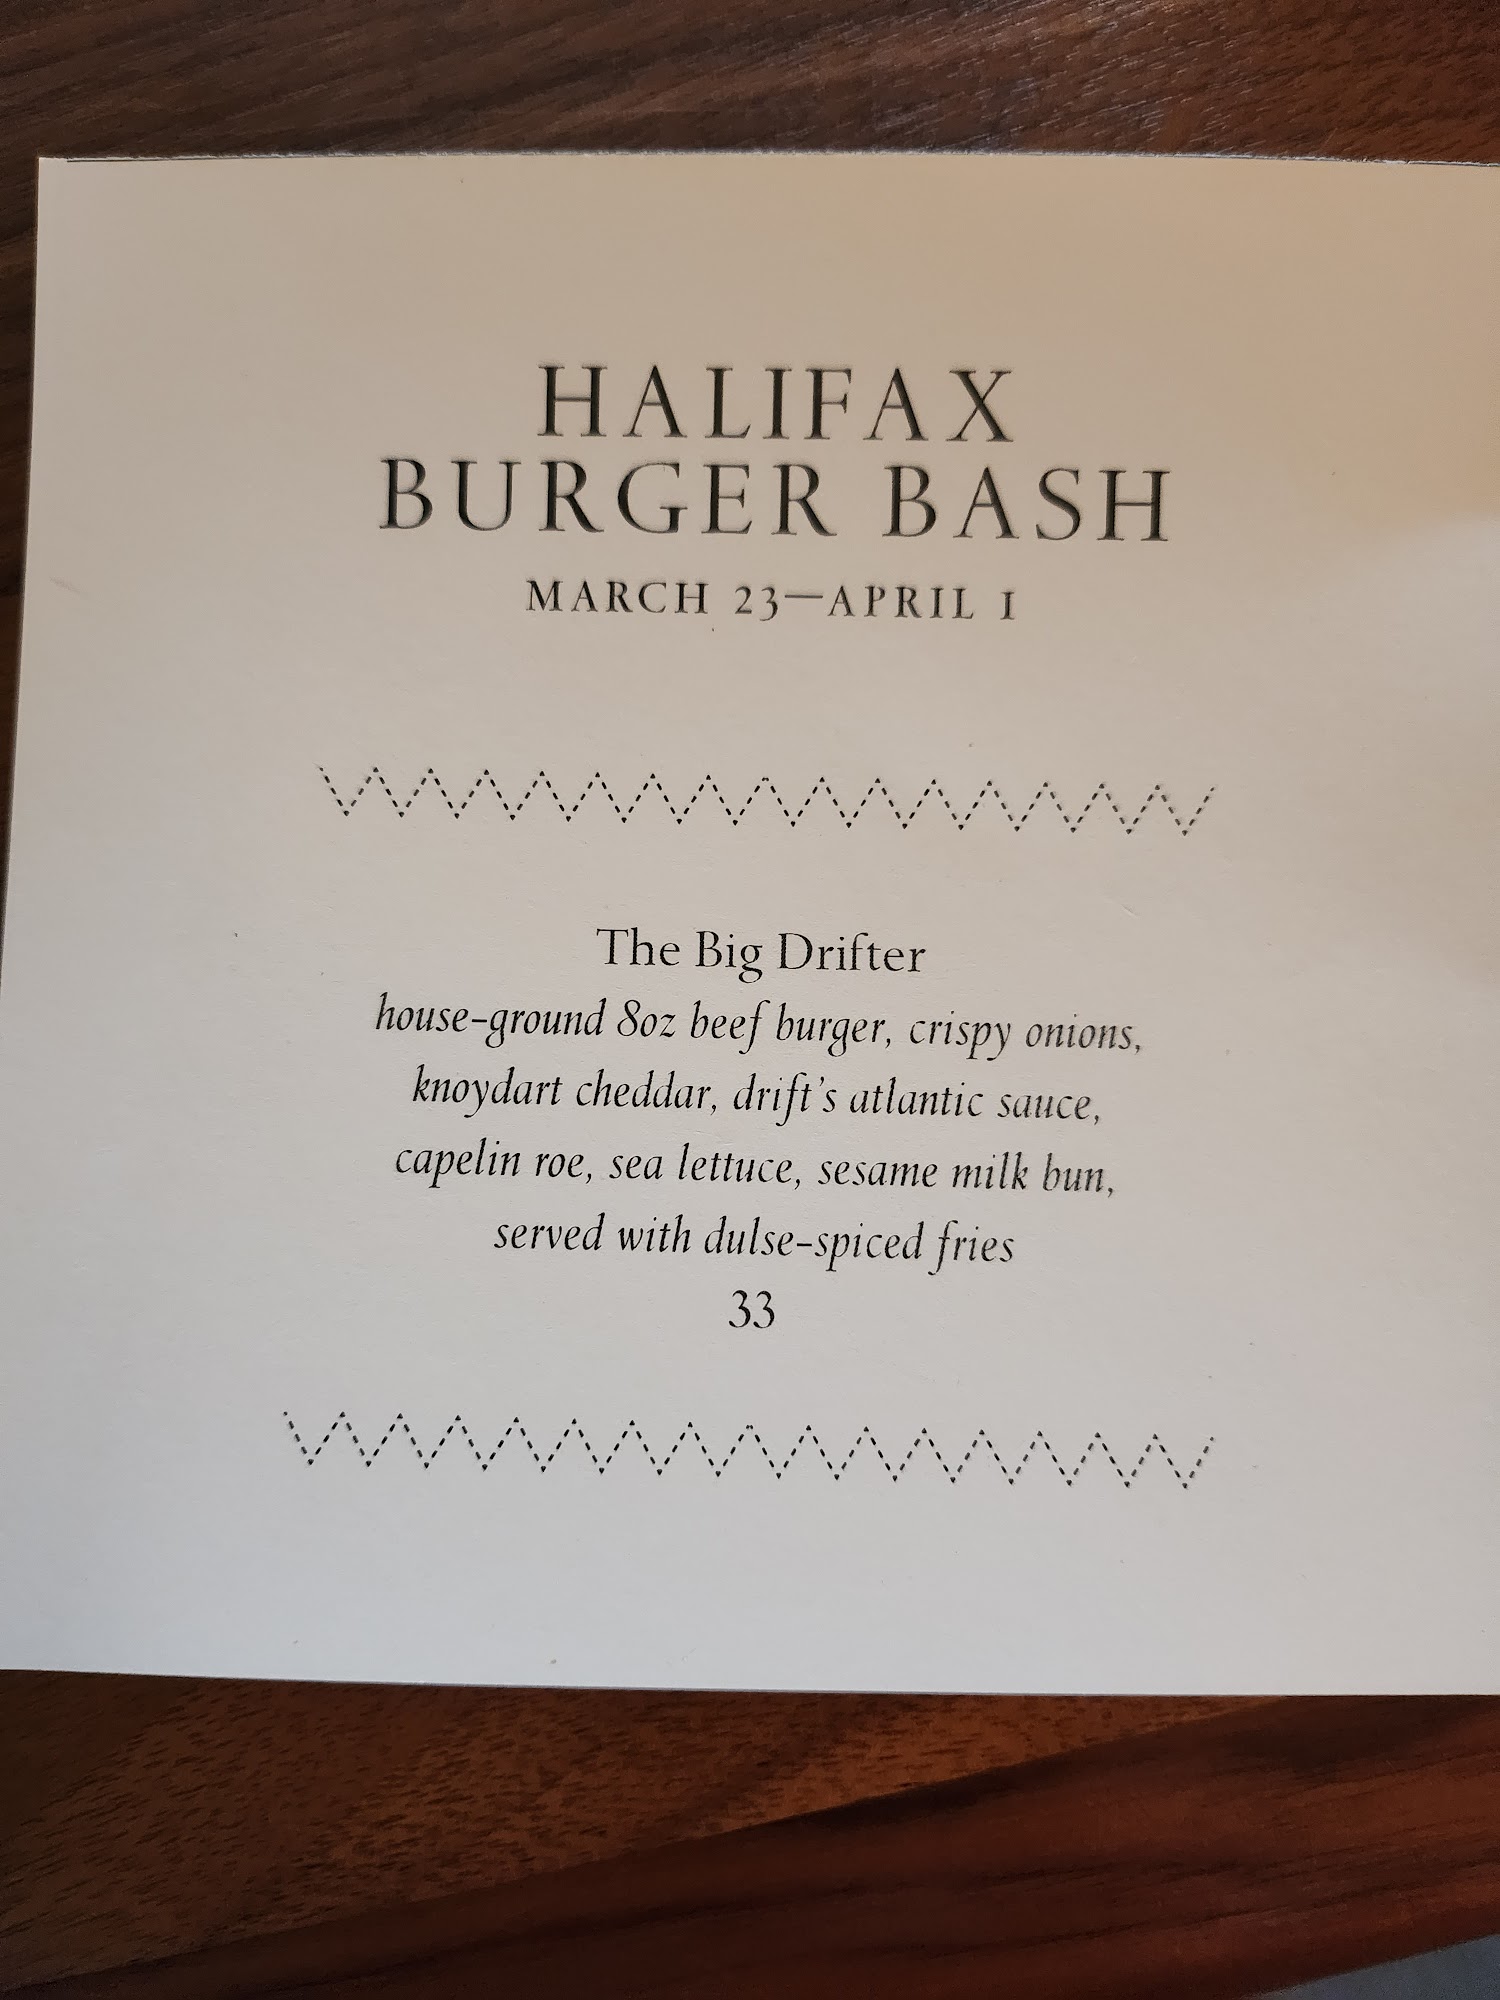 HALIFAX
BURGER BASH
MARCH 23—APRIL 1
The Big Drifter
house-ground 8oz beef burger, crispy onions,
knoydart cheddar, drift's atlantic sauce,
capelin roe, sea lettuce, sesame milk bun,
served with dulse-spiced fries
33